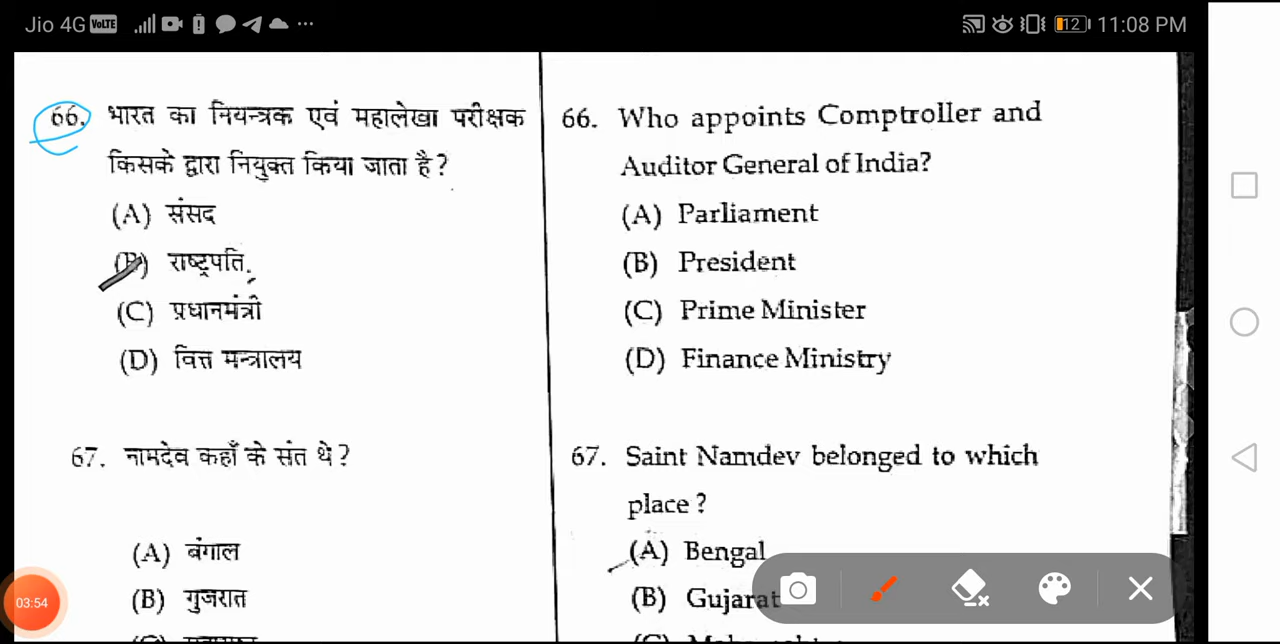 Jio 4G VoLTE 12 11:08 PM
66. भारत का नियन्त्रक एवं महालेखा परीक्षक
किसके द्वारा नियुक्त किया जाता है ?
(A) संसद
(B) राष्ट्रपति
(C) प्रधानमंत्री
(D) वित्त मन्त्रालय
67. नामदेव कहाँ के संत थे ?
(A) बंगाल
(B) गुजरात
66. Who appoints Comptroller and
Auditor General of India?
(A) Parliament
(B) President
(C) Prime Minister
(D) Finance Ministry
67. Saint Namdev belonged to which
place ?
(A) Bengal
(B) Gujarat
03:54